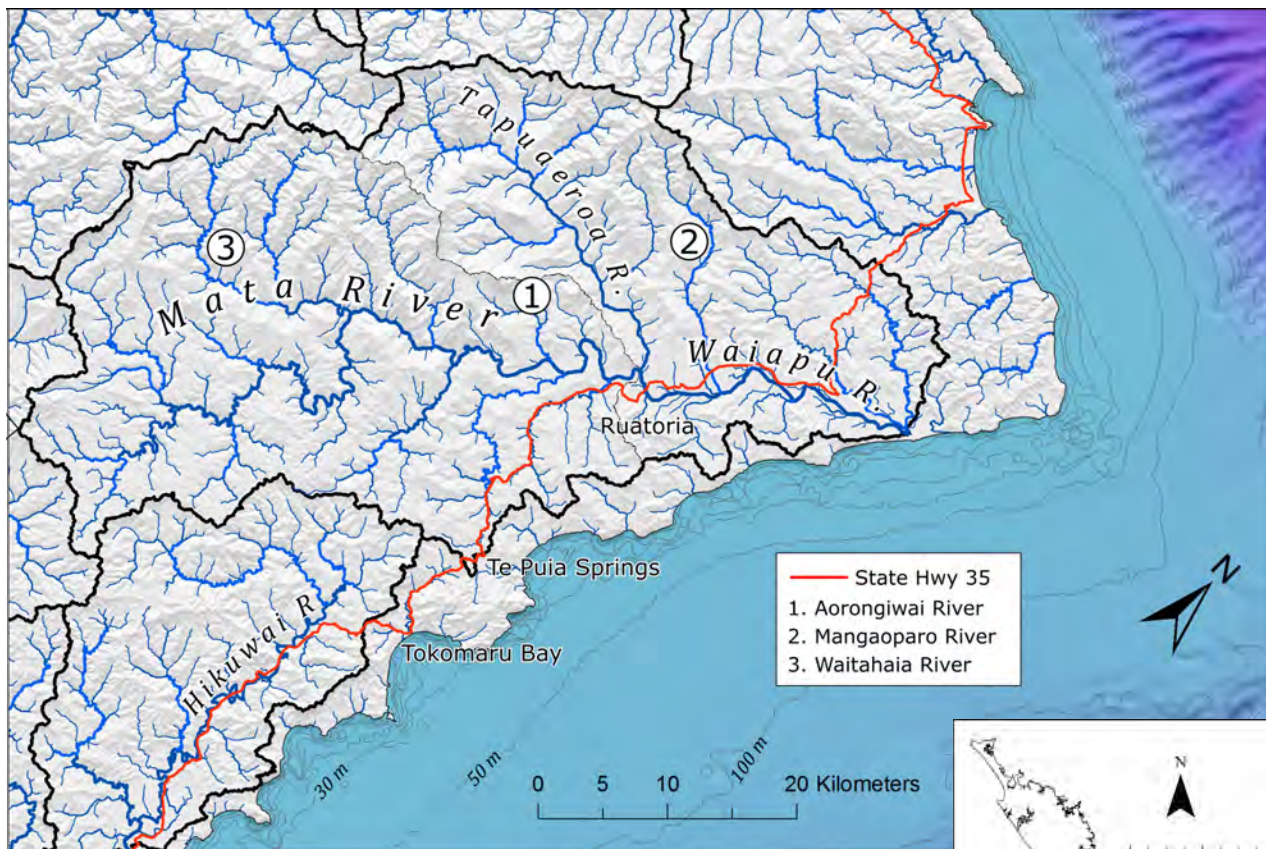 Tapuaeroa R.
3
2
1
Mata River
Waiapu R.
Ruatoria
Te Puia Springs
Hikuwai R.
Tokomaru Bay
State Hwy 35
1. Aorongiwai River
2. Mangaoparo River
3. Waitahaia River
N
30 m
50 m
100 m
0 5 10 20 Kilometers
N